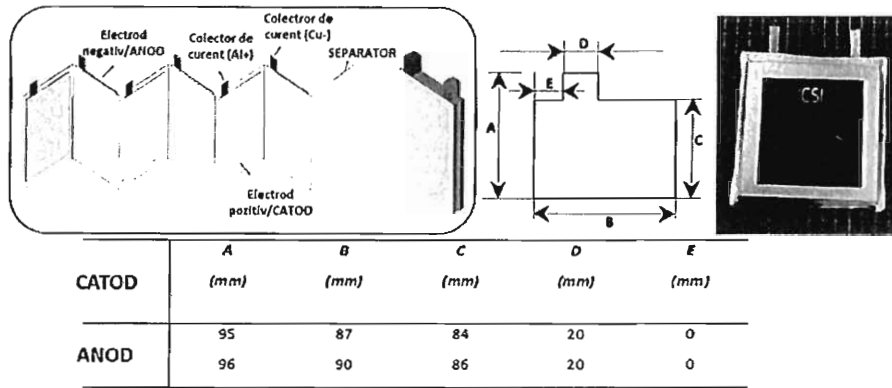 Electrod
negativ/ANOD
Colector de
curent (Al+)
Colectror de
curent (Cu-)
SEPARATOR
Electrod
pozitiv/CATOD
D
E
A
C
B
CSI
A B C D E
CATOD (mm) (mm) (mm) (mm) (mm)
95 87 84 20 0
ANOD
96 90 86 20 0